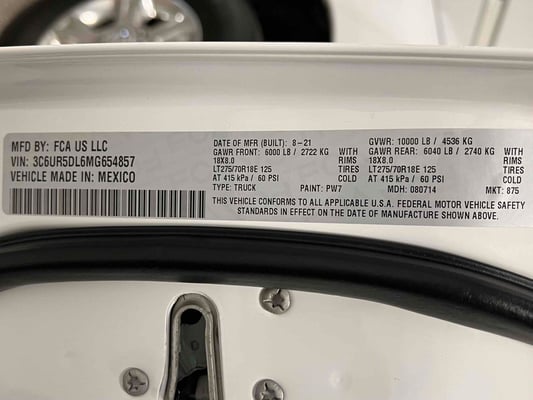 MFD BY: FCA US LLC
VIN: 3C6UR5DL6MG654857
VEHICLE MADE IN: MEXICO
DATE OF MFR (BUILT): 8-21
GAWR FRONT: 6000 LB / 2722 KG WITH
18X8.0 RIMS
LT275/70R18E 125 TIRES
AT 415 kPa / 60 PSI COLD
TYPE: TRUCK PAINT: PW7
GVWR: 10000 LB / 4536 KG
GAWR REAR: 6040 LB / 2740 KG WITH
18X8.0 RIMS
LT275/70R18E 125 TIRES
AT 415 kPa / 60 PSI COLD
MDH: 080714 MKT: 875
THIS VEHICLE CONFORMS TO ALL APPLICABLE U.S.A. FEDERAL MOTOR VEHICLE SAFETY
STANDARDS IN EFFECT ON THE DATE OF MANUFACTURE SHOWN ABOVE.